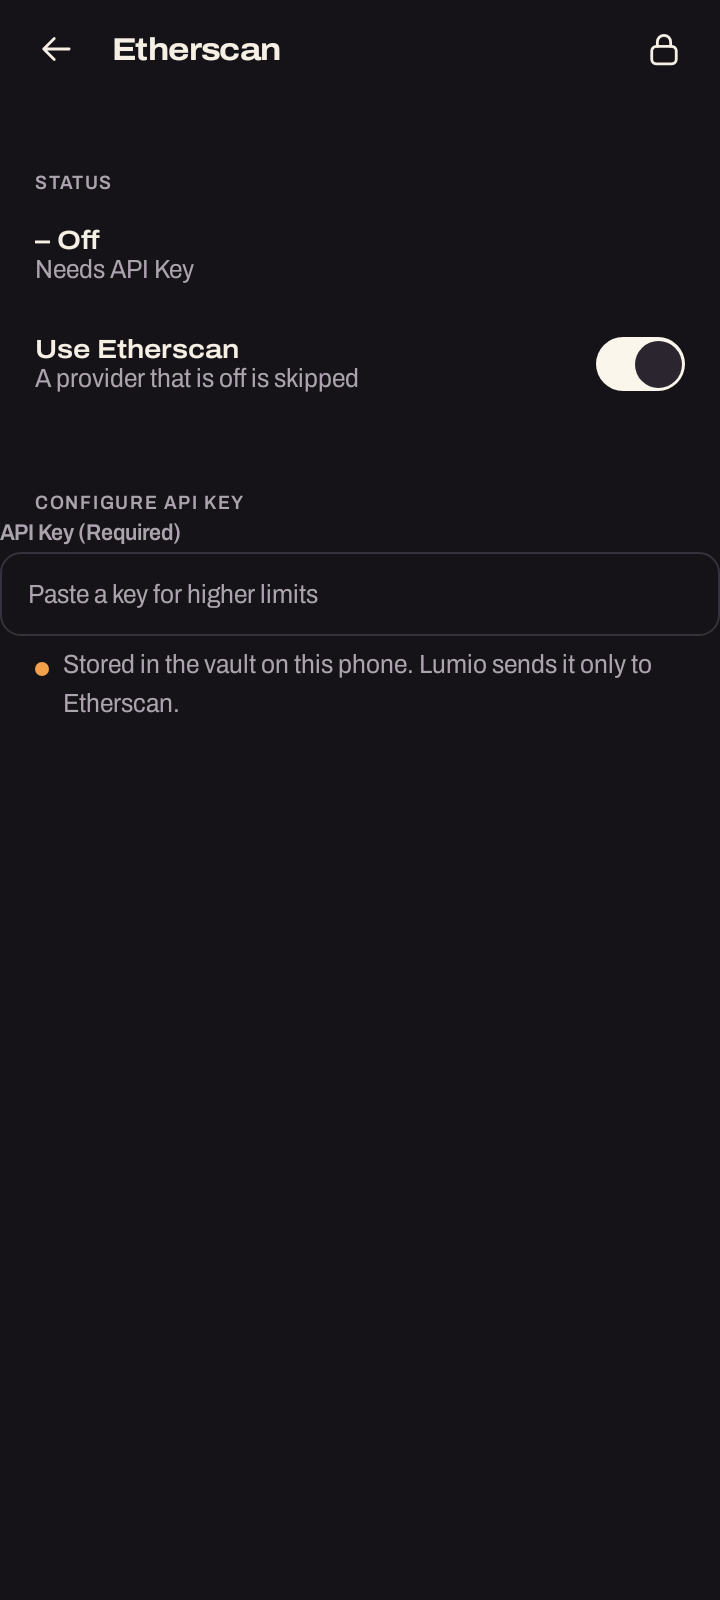 Etherscan
STATUS
– Off
Needs API Key
Use Etherscan
A provider that is off is skipped
CONFIGURE API KEY
API Key (Required)
Paste a key for higher limits
Stored in the vault on this phone. Lumio sends it only to
Etherscan.